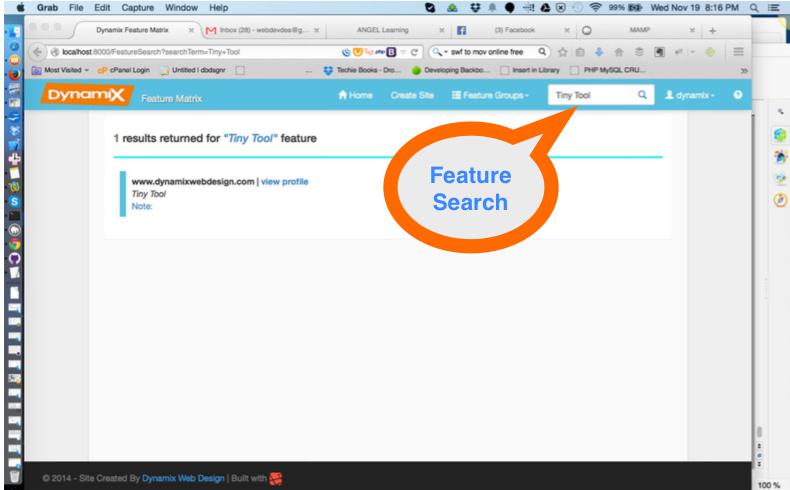 Grab File Edit Capture Window Help 99% Wed Nov 19 8:16 PM
Dynamix Feature Matrix × Inbox (28) - webdevdes@g... × ANGEL Learning × (3) Facebook × MAMP × +
localhost:8000/FeatureSearch?searchTerm=Tiny+Tool swf to mov online free
Most Visited cPanel Login Untitled | dbdsgnr ... Techie Books - Dro... Developing Backbo... Insert in Library PHP MySQL CRU... »
DynamiX Feature Matrix Home Create Site Feature Groups Tiny Tool dynamix
1 results returned for "Tiny Tool" feature
www.dynamixwebdesign.com | view profile
Tiny Tool
Note:
Feature
Search
© 2014 - Site Created By Dynamix Web Design | Built with
100 %